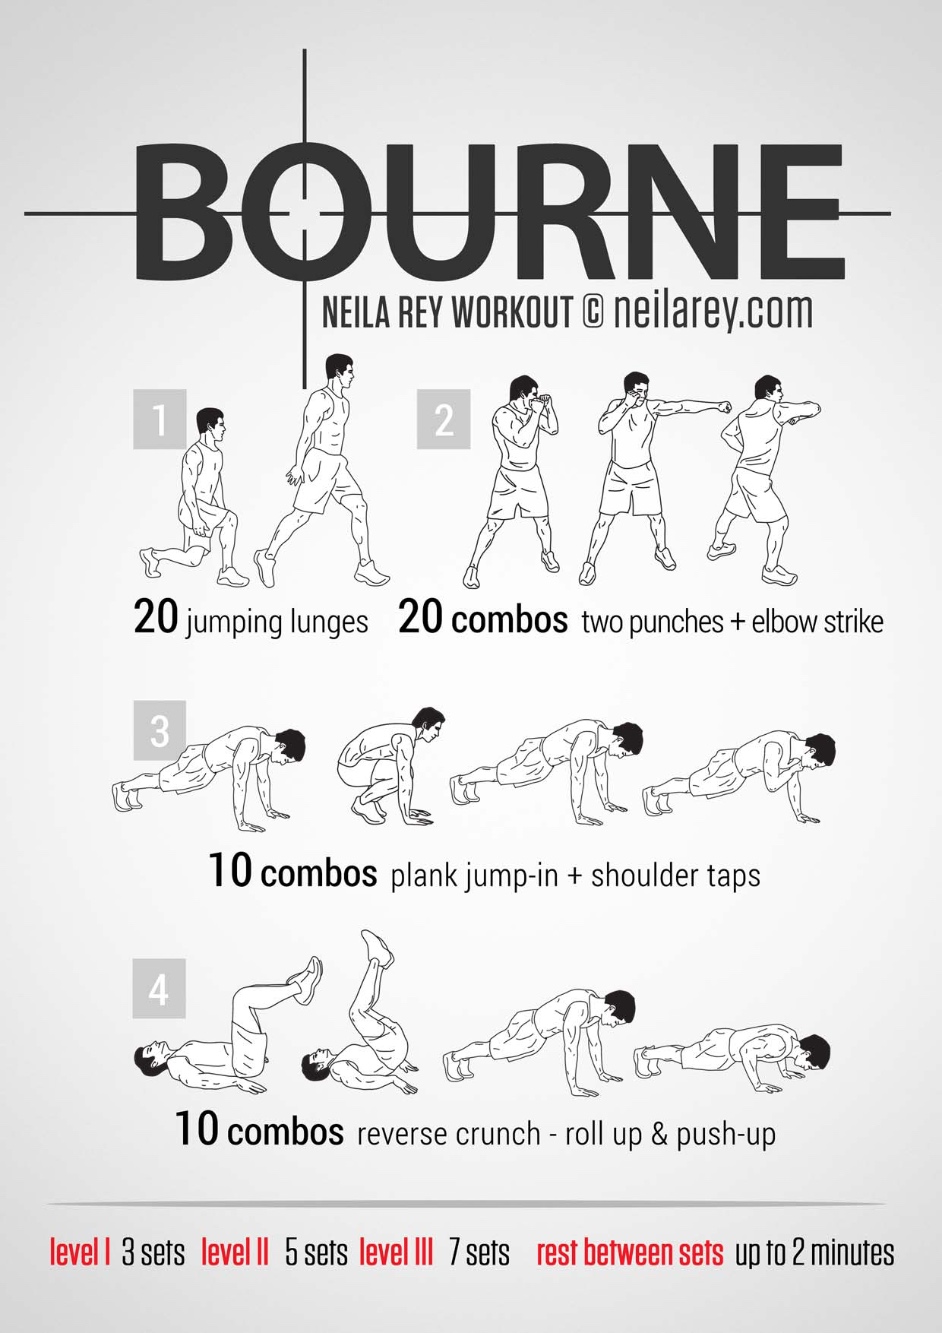 BOURNE
NEILA REY WORKOUT © neilarey.com
1
2
20 jumping lunges
20 combos two punches + elbow strike
3
10 combos plank jump-in + shoulder taps
4
10 combos reverse crunch - roll up & push-up
level I 3 sets level II 5 sets level III 7 sets rest between sets up to 2 minutes